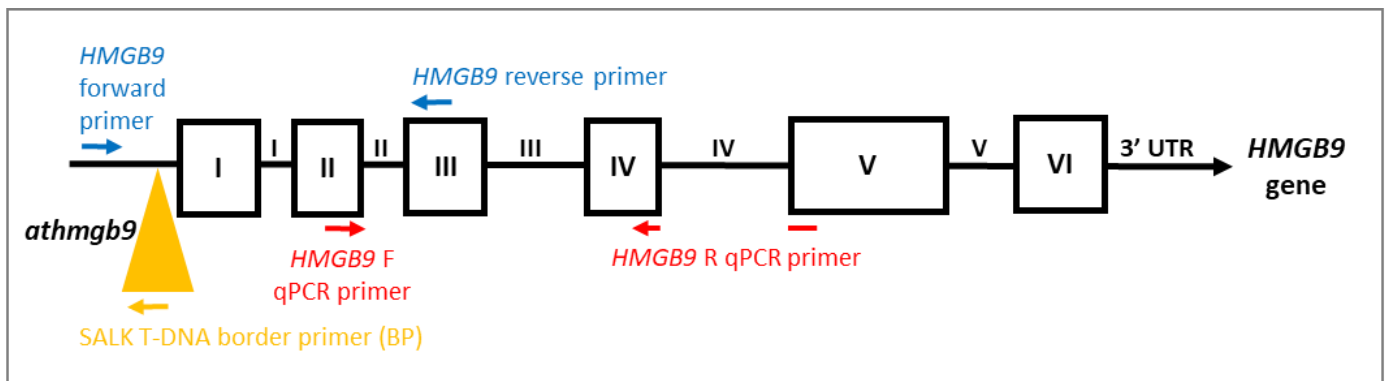 HMGB9
forward
primer
HMGB9 reverse primer
I I II II III III IV IV V V VI 3’ UTR
HMGB9
gene
athmgb9
HMGB9 F
qPCR primer
HMGB9 R qPCR primer
SALK T-DNA border primer (BP)